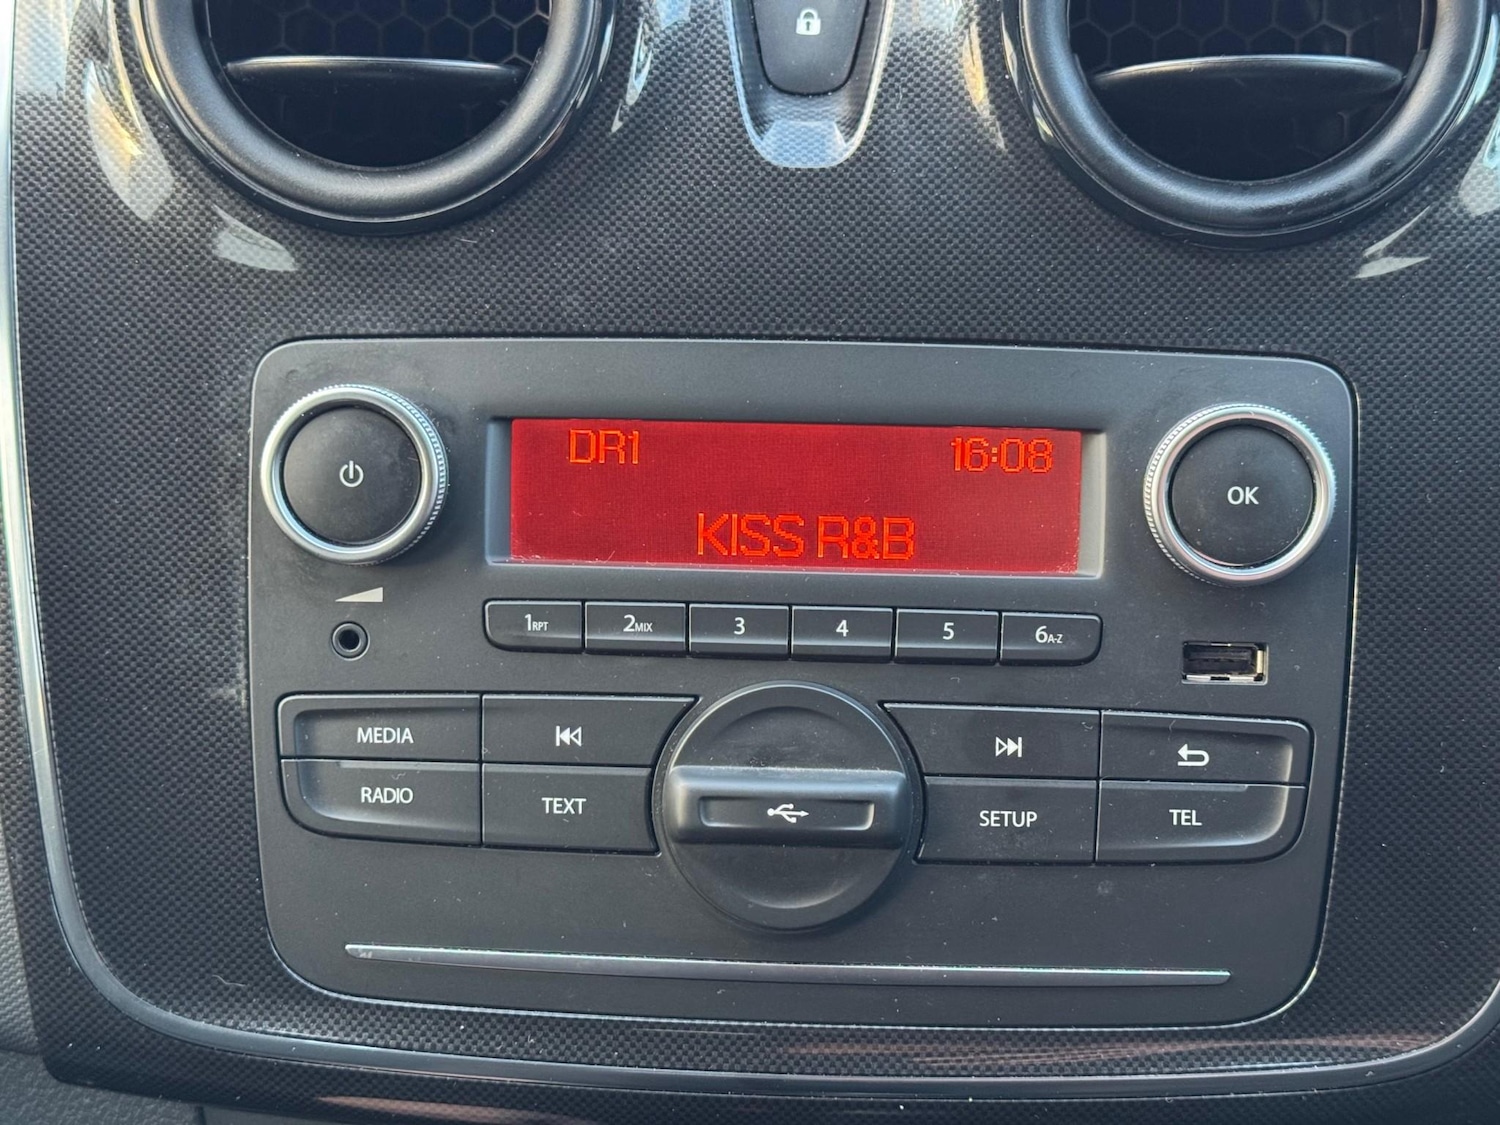 DR1 16:08
KISS R&B
OK
1RPT 2MIX 3 4 5 6A-Z
MEDIA
RADIO TEXT SETUP TEL